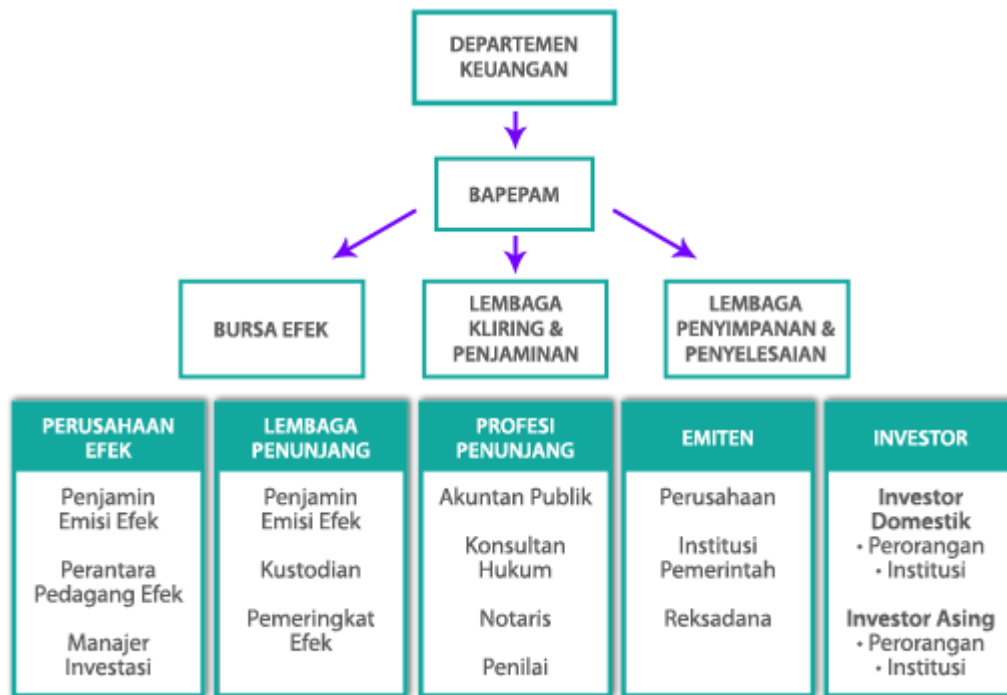 DEPARTEMEN
KEUANGAN
BAPEPAM
BURSA EFEK
LEMBAGA
KLIRING &
PENJAMINAN
LEMBAGA
PENYIMPANAN &
PENYELESAIAN
PERUSAHAAN
EFEK
Penjamin
Emisi Efek
Perantara
Pedagang Efek
Manajer
Investasi
LEMBAGA
PENUNJANG
Penjamin
Emisi Efek
Kustodian
Pemeringkat
Efek
PROFESI
PENUNJANG
Akuntan Publik
Konsultan
Hukum
Notaris
Penilai
EMITEN
Perusahaan
Institusi
Pemerintah
Reksadana
INVESTOR
Investor
Domestik
• Perorangan
• Institusi
Investor Asing
• Perorangan
• Institusi